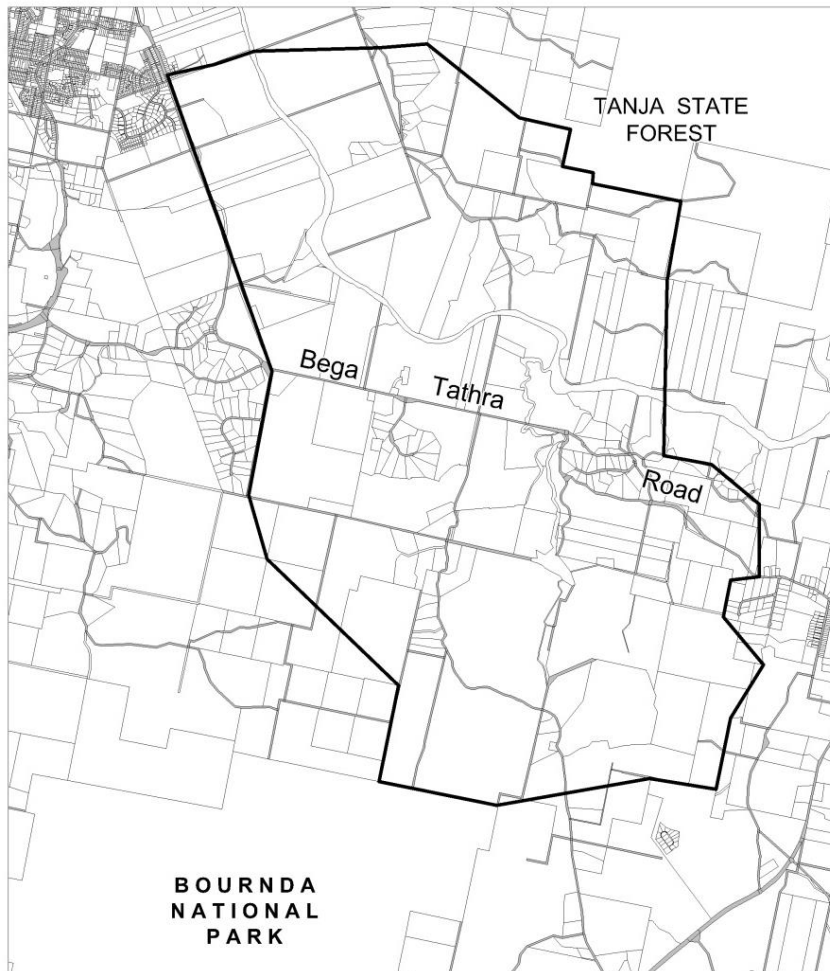 TANJA STATE
FOREST
Bega
Tathra
Road
BOURNDA
NATIONAL
PARK